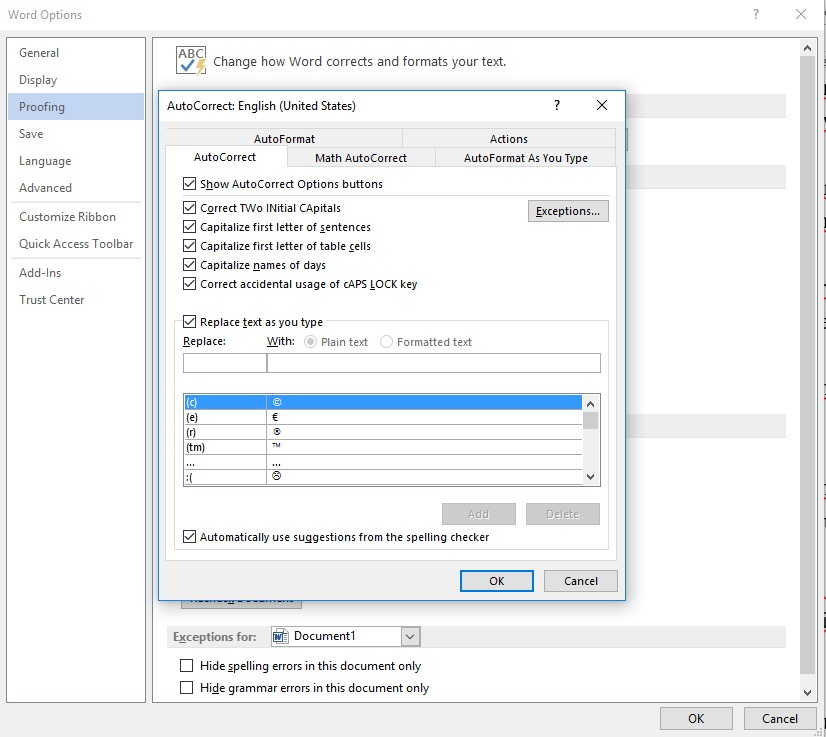 Word Options
?
General
Display
Proofing
Save
Language
Advanced
Customize Ribbon
Quick Access Toolbar
Add-Ins
Trust Center
ABC
Change how Word corrects and formats your text.
AutoCorrect: English (United States)
?
AutoFormat Actions
AutoCorrect Math AutoCorrect AutoFormat As You Type
Show AutoCorrect Options buttons
Correct TWo INitial CApitals
Exceptions...
Capitalize first letter of sentences
Capitalize first letter of table cells
Capitalize names of days
Correct accidental usage of cAPS LOCK key
Replace text as you type
Replace: With: Plain text Formatted text
(c) ©
(e) €
(r) ®
(tm) ™
... …
:( ☹
Add Delete
Automatically use suggestions from the spelling checker
OK Cancel
Exceptions for: Document1
Hide spelling errors in this document only
Hide grammar errors in this document only
OK Cancel